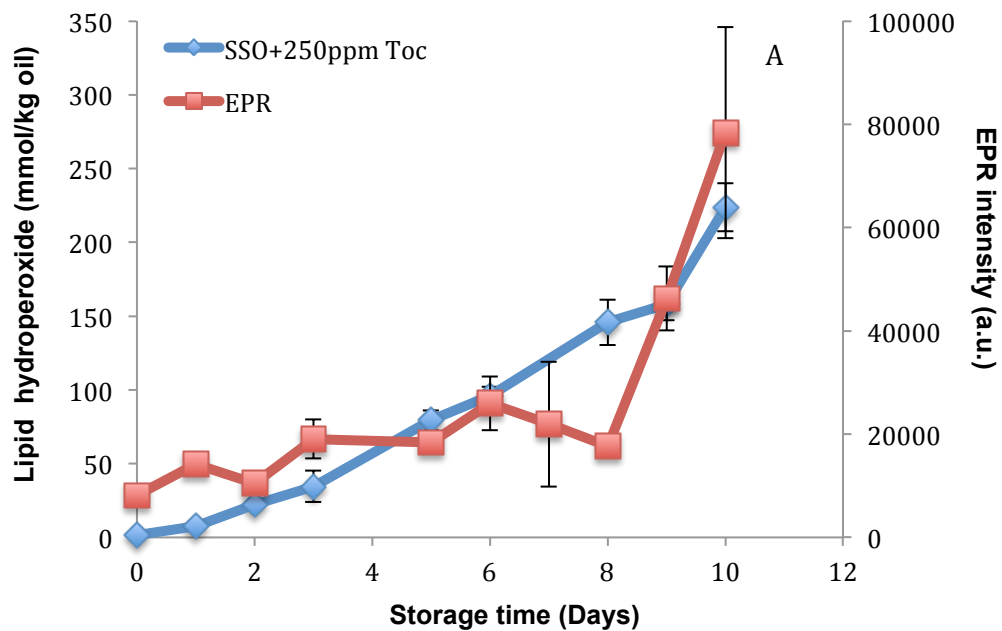 350
300
250
200
150
100
50
0
Lipid hydroperoxide (mmol/kg oil)
SSO+250ppm Toc
EPR
A
100000
80000
60000
40000
20000
0
EPR intensity (a.u.)
0 2 4 6 8 10 12
Storage time (Days)